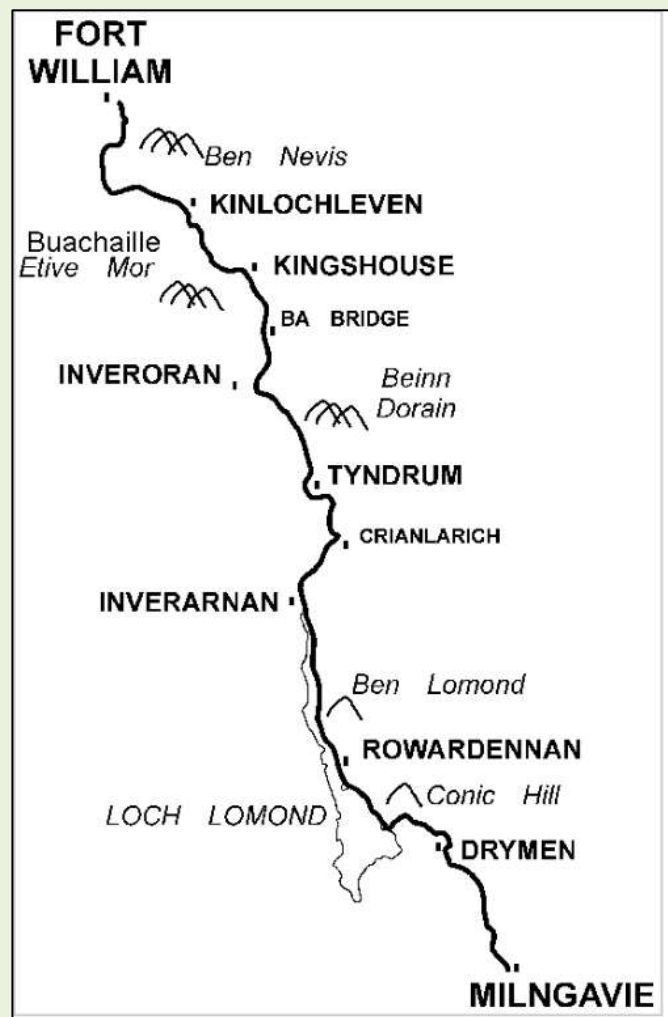 FORT
WILLIAM
Ben Nevis
KINLOCHLEVEN
Buachaille
Etive Mor
KINGSHOUSE
BA BRIDGE
INVERORAN
Beinn
Dorain
TYNDRUM
CRIANLARICH
INVERARNAN
Ben Lomond
ROWARDENNAN
Conic Hill
LOCH LOMOND
DRYMEN
MILNGAVIE